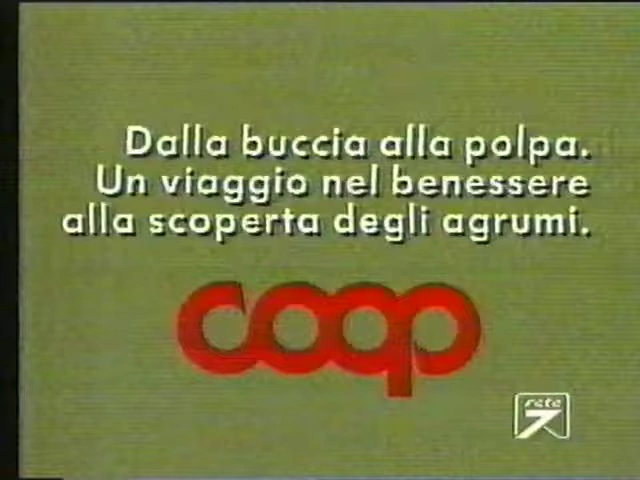 Dalla buccia alla polpa.
Un viaggio nel benessere
alla scoperta degli agrumi.
coop
rete
7